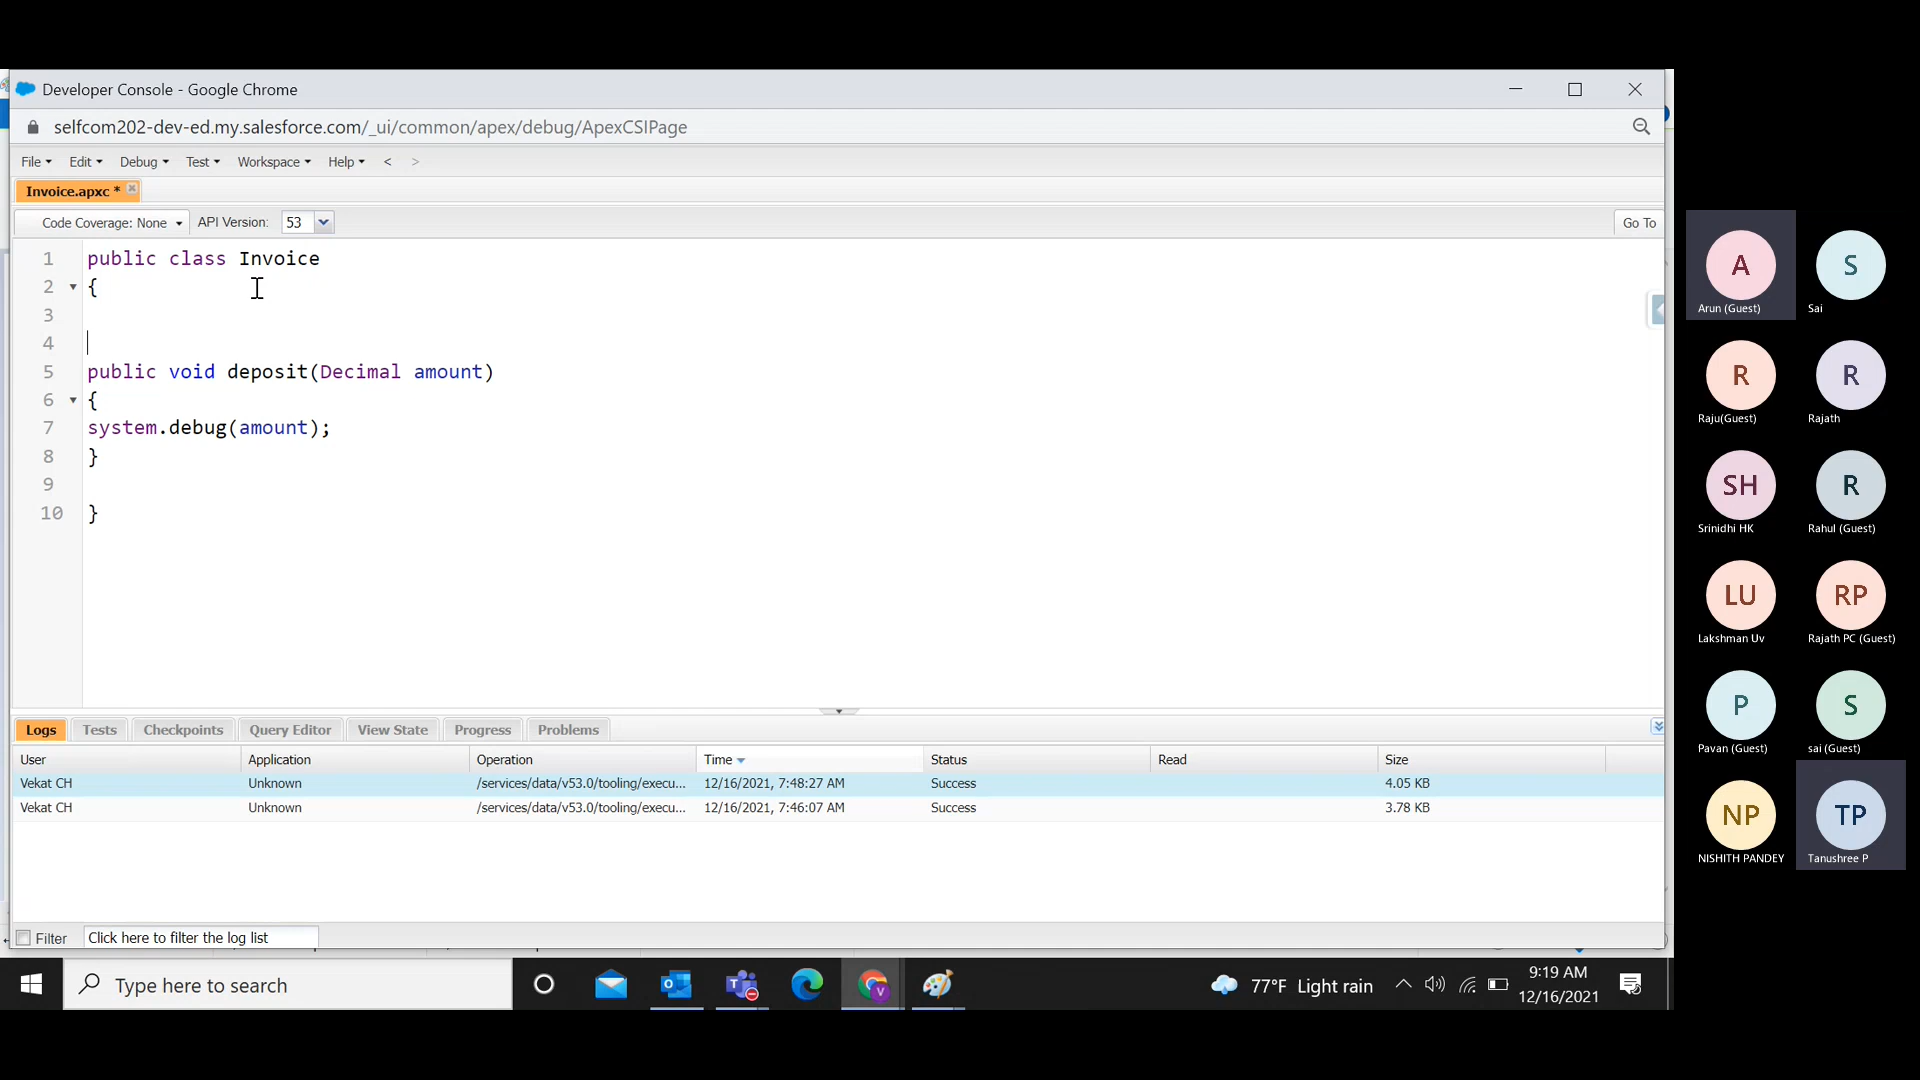 Developer Console - Google Chrome
selfcom202-dev-ed.my.salesforce.com/_ui/common/apex/debug/ApexCSIPage
File Edit Debug Test Workspace Help < >
Invoice.apxc *
Code Coverage: None API Version: 53 Go To
1 public class Invoice
2 {
3
4
5 public void deposit(Decimal amount)
6 {
7 system.debug(amount);
8 }
9
10 }
Logs Tests Checkpoints Query Editor View State Progress Problems
User Application Operation Time Status Read Size
Vekat CH Unknown /services/data/v53.0/tooling/execu... 12/16/2021, 7:48:27 AM Success 4.05 KB
Vekat CH Unknown /services/data/v53.0/tooling/execu... 12/16/2021, 7:46:07 AM Success 3.78 KB
Filter Click here to filter the log list
Type here to search
77°F Light rain
9:19 AM
12/16/2021
A S
Arun (Guest) Sai
R R
Raju(Guest) Rajath
SH R
Srinidhi HK Rahul (Guest)
LU RP
Lakshman Uv Rajath PC (Guest)
P S
Pavan (Guest) sai (Guest)
NP TP
NISHITH PANDEY Tanushree P